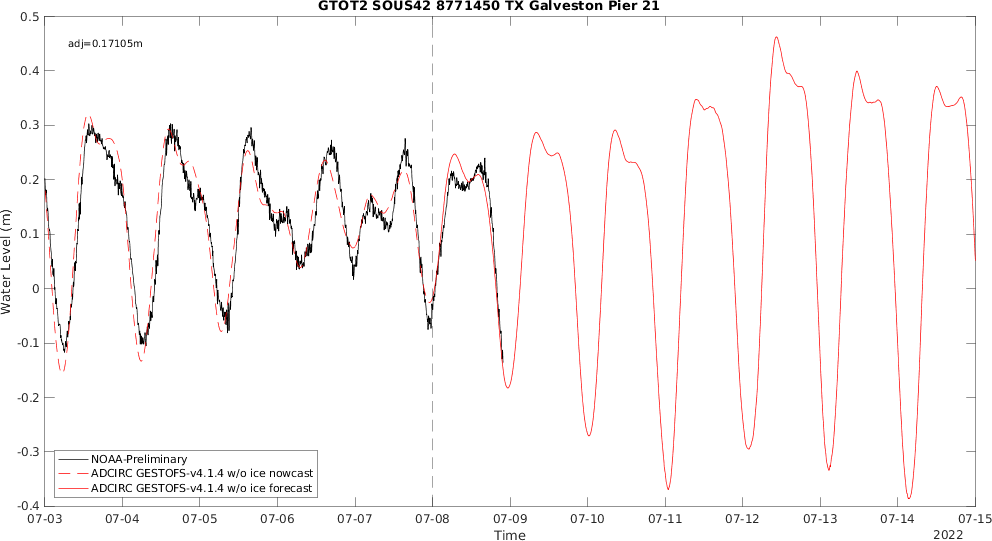 GTOT2 SOUS42 8771450 TX Galveston Pier 21
adj=0.17105m
0.5
0.4
0.3
0.2
0.1
0
-0.1
-0.2
-0.3
-0.4
Water Level (m)
NOAA-Preliminary
ADCIRC GESTOFS-v4.1.4 w/o ice nowcast
ADCIRC GESTOFS-v4.1.4 w/o ice forecast
07-03 07-04 07-05 07-06 07-07 07-08 07-09 07-10 07-11 07-12 07-13 07-14 07-15
Time
2022